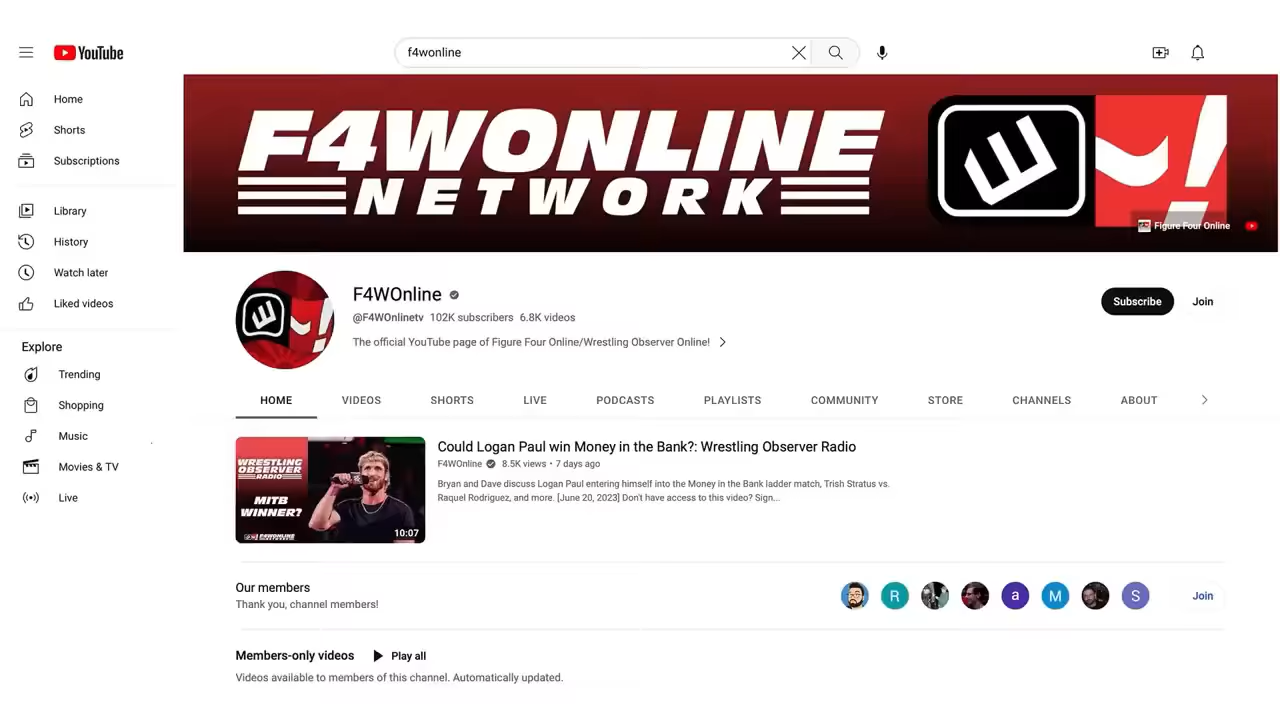 YouTube
f4wonline
Home
Shorts
Subscriptions
Library
History
Watch later
Liked videos
Explore
Trending
Shopping
Music
Movies & TV
Live
F4WONLINE
NETWORK
Figure Four Online
F4WOnline
@F4WOnlinetv 102K subscribers 6.8K videos
The official YouTube page of Figure Four Online/Wrestling Observer Online!
Subscribe
Join
HOME VIDEOS SHORTS LIVE PODCASTS PLAYLISTS COMMUNITY STORE CHANNELS ABOUT
WRESTLING
OBSERVER
RADIO
MITB
WINNER?
F4WONLINE
NETWORK
10:07
Could Logan Paul win Money in the Bank?: Wrestling Observer Radio
F4WOnline 8.5K views • 7 days ago
Bryan and Dave discuss Logan Paul entering himself into the Money in the Bank ladder match, Trish Stratus vs.
Raquel Rodriguez, and more. [June 20, 2023] Don't have access to this video? Sign...
Our members
Thank you, channel members!
R
a
M
S
Join
Members-only videos
Play all
Videos available to members of this channel. Automatically updated.